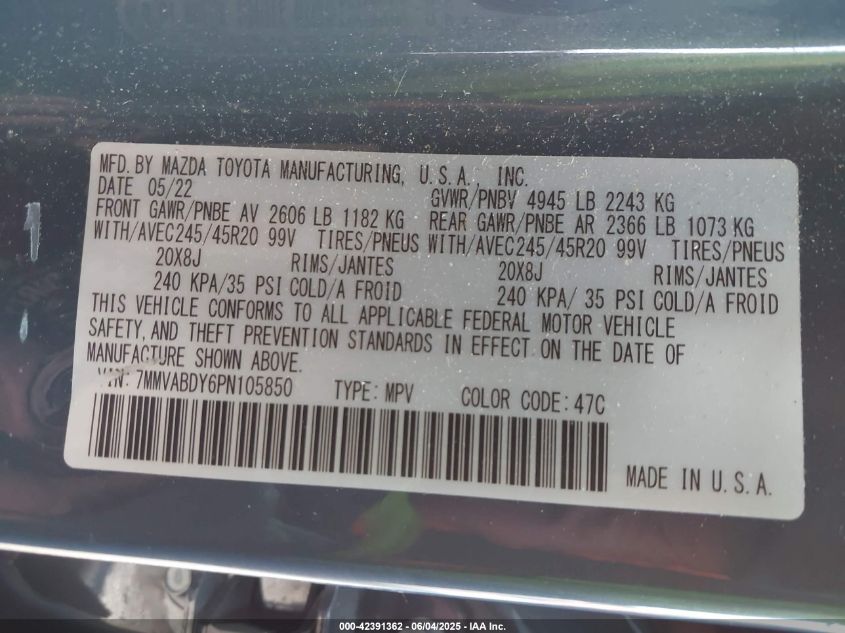 MFD. BY MAZDA TOYOTA MANUFACTURING, U.S.A., INC.
DATE 05/22 GVWR/PNBV 4945 LB 2243 KG
FRONT GAWR/PNBE AV 2606 LB 1182 KG REAR GAWR/PNBE AR 2366 LB 1073 KG
WITH/AVEC245/45R20 99V TIRES/PNEUS WITH/AVEC245/45R20 99V TIRES/PNEUS
20X8J RIMS/JANTES 20X8J RIMS/JANTES
240 KPA/35 PSI COLD/A FROID 240 KPA/ 35 PSI COLD/A FROID
THIS VEHICLE CONFORMS TO ALL APPLICABLE FEDERAL MOTOR VEHICLE
SAFETY, AND THEFT PREVENTION STANDARDS IN EFFECT ON THE DATE OF
MANUFACTURE SHOWN ABOVE.
VIN: 7MMVABDY6PN105850 TYPE: MPV COLOR CODE: 47C
MADE IN U.S.A.
000-42391362 - 06/04/2025 - IAA Inc.